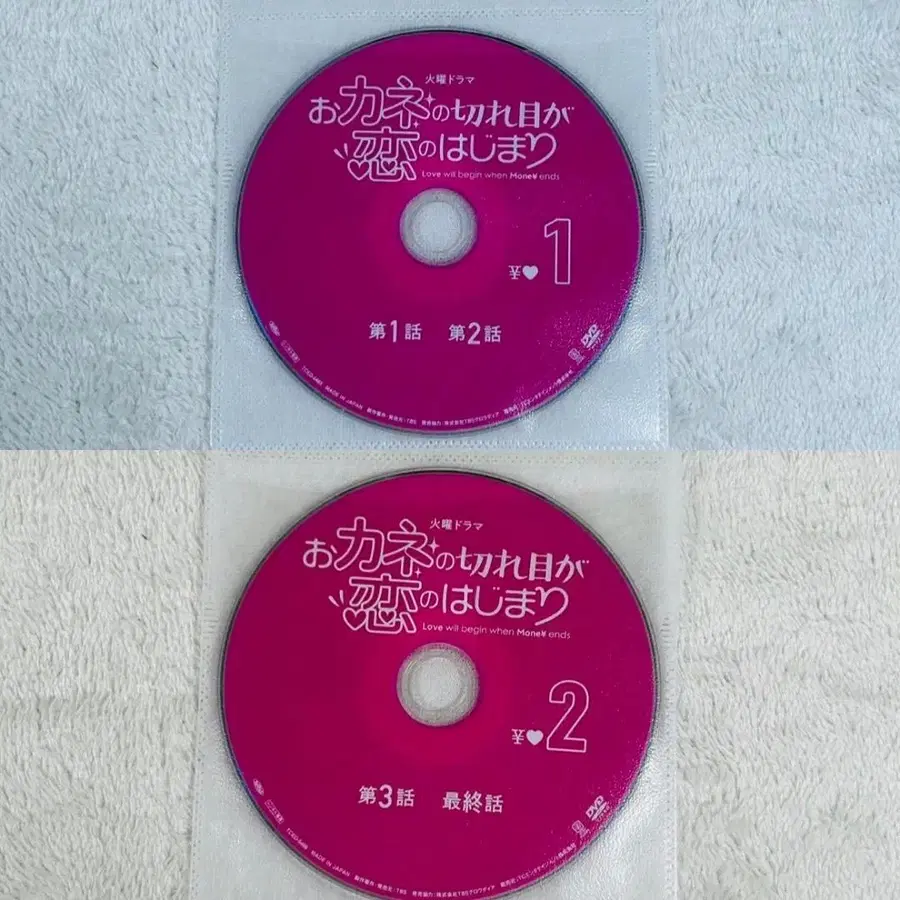 火曜ドラマ
おカネの切れ目が
恋のはじまり
Love will begin when Mone¥ ends
¥♥1
第1話 第2話
DVD
MADE IN JAPAN
火曜ドラマ
おカネの切れ目が
恋のはじまり
Love will begin when Mone¥ ends
¥♥2
第3話 最終話
DVD
MADE IN JAPAN